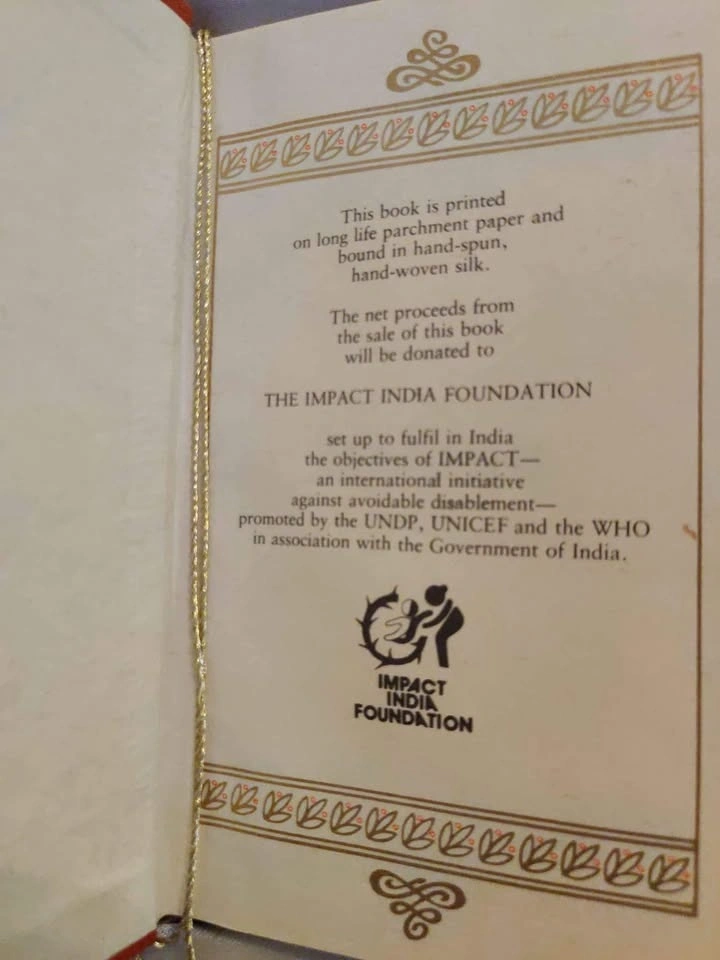 This book is printed
on long life parchment paper and
bound in hand-spun,
hand-woven silk.
The net proceeds from
the sale of this book
will be donated to
THE IMPACT INDIA FOUNDATION
set up to fulfil in India
the objectives of IMPACT—
an international initiative
against avoidable disablement—
promoted by the UNDP, UNICEF and the WHO
in association with the Government of India.
IMPACT
INDIA
FOUNDATION